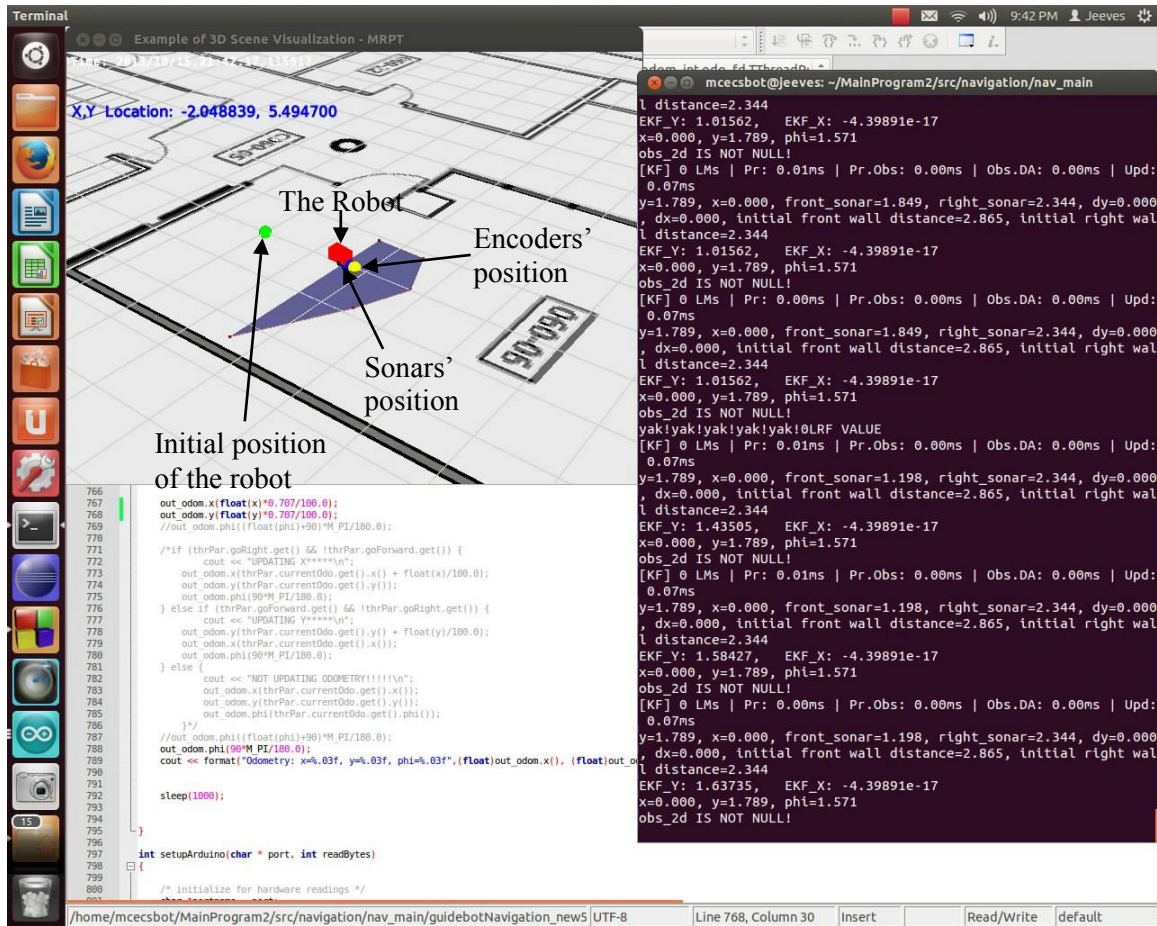 Terminal
9:42 PM Jeeves
Example of 3D Scene Visualization - MRPT
X,Y Location: -2.048839, 5.494700
The Robot
Encoders’
position
Sonars’
position
Initial position
of the robot
060-06
mcecsbot@jeeves: ~/MainProgram2/src/navigation/nav_main
l distance=2.344
EKF_Y: 1.01562, EKF_X: -4.39891e-17
x=0.000, y=1.789, phi=1.571
obs_2d IS NOT NULL!
[KF] 0 LMs | Pr: 0.01ms | Pr.Obs: 0.00ms | Obs.DA: 0.00ms | Upd:
0.07ms
y=1.789, x=0.000, front_sonar=1.849, right_sonar=2.344, dy=0.000
, dx=0.000, initial front wall distance=2.865, initial right wal
l distance=2.344
EKF_Y: 1.01562, EKF_X: -4.39891e-17
x=0.000, y=1.789, phi=1.571
obs_2d IS NOT NULL!
[KF] 0 LMs | Pr: 0.00ms | Pr.Obs: 0.00ms | Obs.DA: 0.00ms | Upd:
0.07ms
y=1.789, x=0.000, front_sonar=1.849, right_sonar=2.344, dy=0.000
, dx=0.000, initial front wall distance=2.865, initial right wal
l distance=2.344
EKF_Y: 1.01562, EKF_X: -4.39891e-17
x=0.000, y=1.789, phi=1.571
obs_2d IS NOT NULL!
yak!yak!yak!yak!yak!0LRF VALUE
[KF] 0 LMs | Pr: 0.01ms | Pr.Obs: 0.00ms | Obs.DA: 0.00ms | Upd:
0.07ms
y=1.789, x=0.000, front_sonar=1.198, right_sonar=2.344, dy=0.000
, dx=0.000, initial front wall distance=2.865, initial right wal
l distance=2.344
EKF_Y: 1.43505, EKF_X: -4.39891e-17
x=0.000, y=1.789, phi=1.571
obs_2d IS NOT NULL!
[KF] 0 LMs | Pr: 0.01ms | Pr.Obs: 0.00ms | Obs.DA: 0.00ms | Upd:
0.07ms
y=1.789, x=0.000, front_sonar=1.198, right_sonar=2.344, dy=0.000
, dx=0.000, initial front wall distance=2.865, initial right wal
l distance=2.344
EKF_Y: 1.58427, EKF_X: -4.39891e-17
x=0.000, y=1.789, phi=1.571
obs_2d IS NOT NULL!
[KF] 0 LMs | Pr: 0.00ms | Pr.Obs: 0.00ms | Obs.DA: 0.00ms | Upd:
0.07ms
y=1.789, x=0.000, front_sonar=1.198, right_sonar=2.344, dy=0.000
, dx=0.000, initial front wall distance=2.865, initial right wal
l distance=2.344
EKF_Y: 1.63735, EKF_X: -4.39891e-17
x=0.000, y=1.789, phi=1.571
obs_2d IS NOT NULL!
766
767 out_odom.x(float(x)*0.707/100.0);
768 out_odom.y(float(y)*0.707/100.0);
769 //out_odom.phi((float(phi)+90)*M_PI/180.0);
770
771 /*if (thrPar.goRight.get() && !thrPar.goForward.get()) {
772 cout << "UPDATING X*****\n";
773 out_odom.x(thrPar.currentOdo.get().x() + float(x)/100.0);
774 out_odom.y(thrPar.currentOdo.get().y());
775 out_odom.phi(90*M_PI/180.0);
776 } else if (thrPar.goForward.get() && !thrPar.goRight.get()) {
777 cout << "UPDATING Y*****\n";
778 out_odom.y(thrPar.currentOdo.get().y() + float(y)/100.0);
779 out_odom.x(thrPar.currentOdo.get().x());
780 out_odom.phi(90*M_PI/180.0);
781 } else {
782 cout << "NOT UPDATING ODOMETRY!!!!!\n";
783 out_odom.x(thrPar.currentOdo.get().x());
784 out_odom.y(thrPar.currentOdo.get().y());
785 out_odom.phi(thrPar.currentOdo.get().phi());
786 }*/
787 //out_odom.phi((float(phi)+90)*M_PI/180.0);
788 out_odom.phi(90*M_PI/180.0);
789 cout << format("Odometry: x=%.03f, y=%.03f, phi=%.03f",(float)out_odom.x(), (float)out_od
790
791
792 sleep(1000);
793
794
795 }
796
797 int setupArduino(char * port, int readBytes)
798 {
799
800 /* initialize for hardware readings */
15
/home/mcecsbot/MainProgram2/src/navigation/nav_main/guidebotNavigation_new5 UTF-8 Line 768, Column 30 Insert Read/Write default